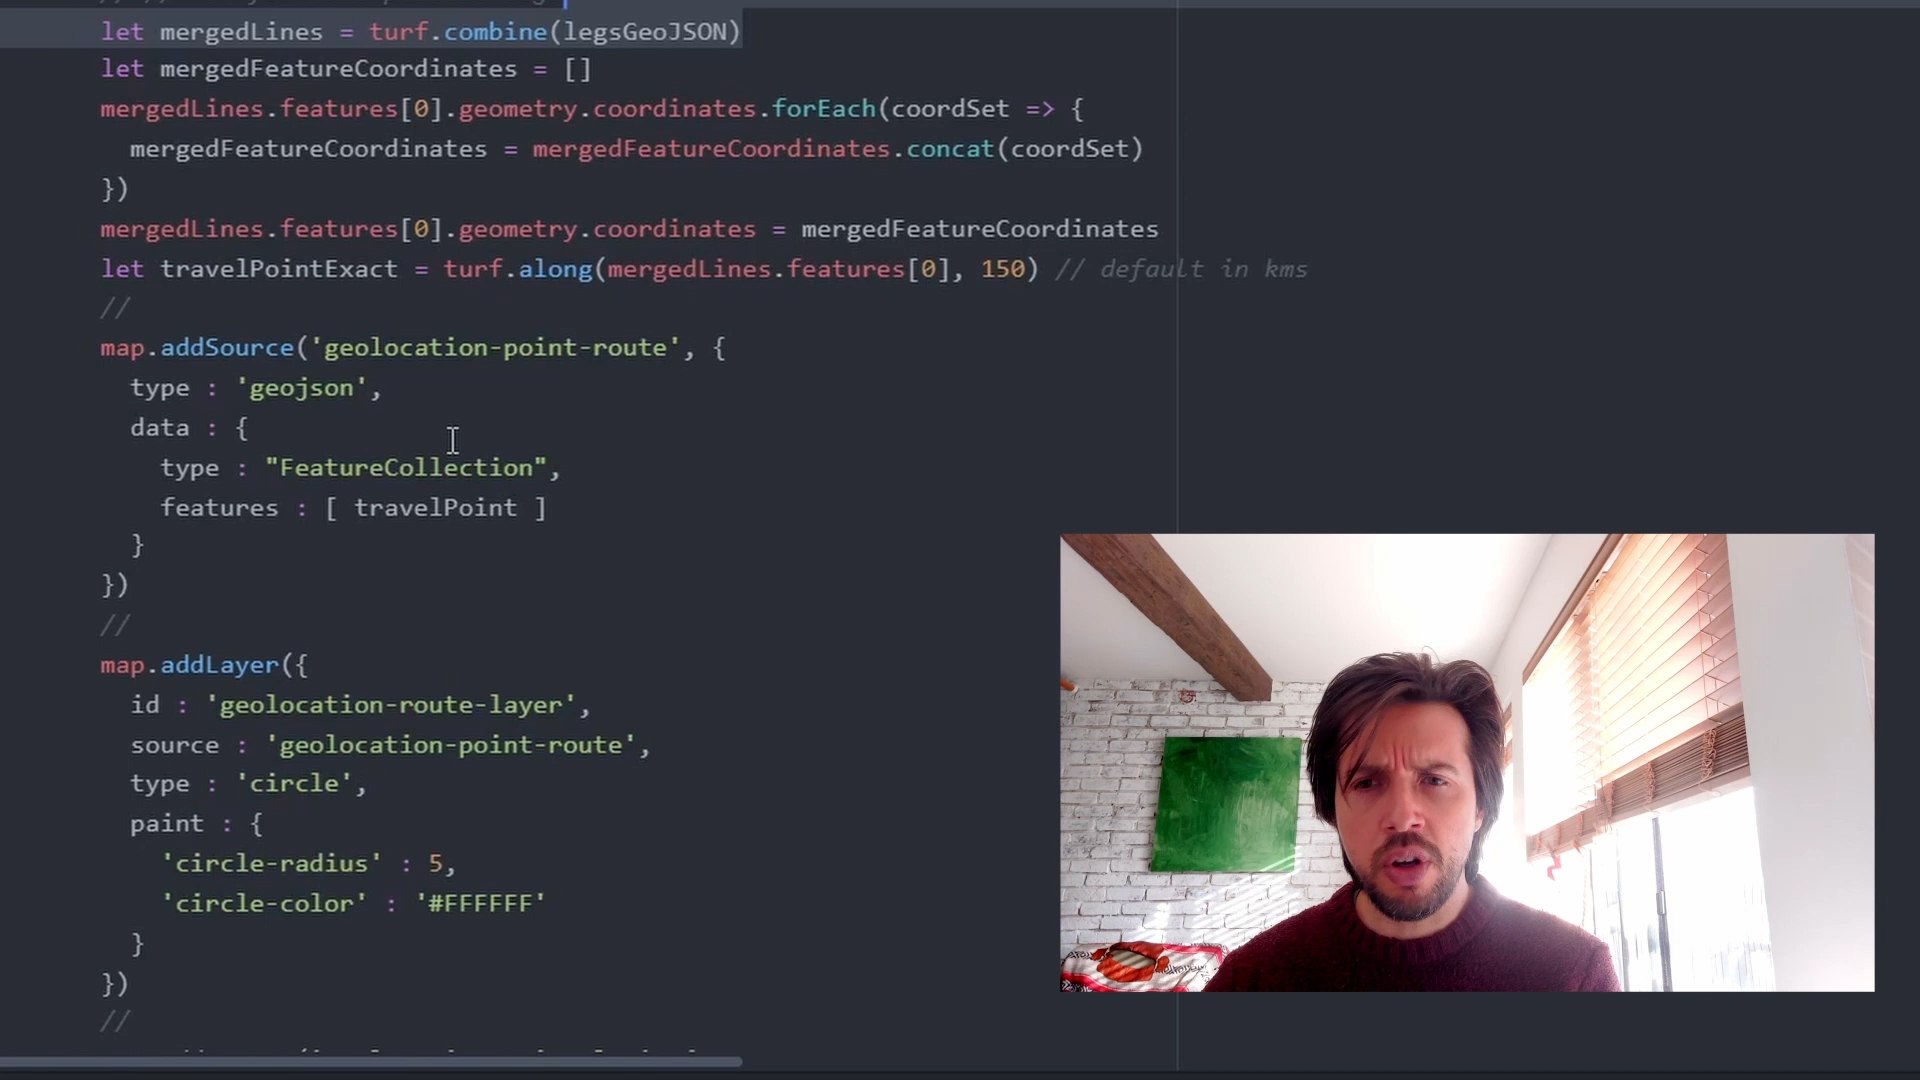 let mergedLines = turf.combine(legsGeoJSON)
let mergedFeatureCoordinates = []
mergedLines.features[0].geometry.coordinates.forEach(coordSet => {
mergedFeatureCoordinates = mergedFeatureCoordinates.concat(coordSet)
})
mergedLines.features[0].geometry.coordinates = mergedFeatureCoordinates
let travelPointExact = turf.along(mergedLines.features[0], 150) // default in kms
//
map.addSource('geolocation-point-route', {
type : 'geojson',
data : {
type : "FeatureCollection",
features : [ travelPoint ]
}
})
//
map.addLayer({
id : 'geolocation-route-layer',
source : 'geolocation-point-route',
type : 'circle',
paint : {
'circle-radius' : 5,
'circle-color' : '#FFFFFF'
}
})
//